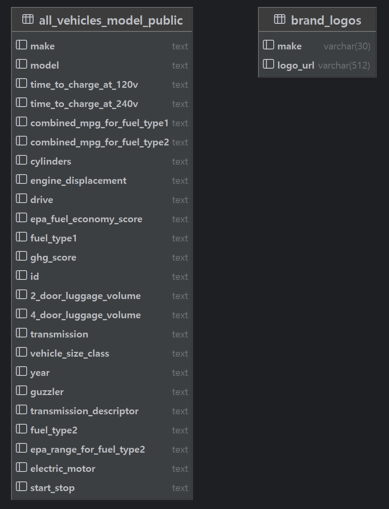 all_vehicles_model_public
make text
model text
time_to_charge_at_120v text
time_to_charge_at_240v text
combined_mpg_for_fuel_type1 text
combined_mpg_for_fuel_type2 text
cylinders text
engine_displacement text
drive text
epa_fuel_economy_score text
fuel_type1 text
ghg_score text
id text
2_door_luggage_volume text
4_door_luggage_volume text
transmission text
vehicle_size_class text
year text
guzzler text
transmission_descriptor text
fuel_type2 text
epa_range_for_fuel_type2 text
electric_motor text
start_stop text
brand_logos
make varchar(30)
logo_url varchar(512)